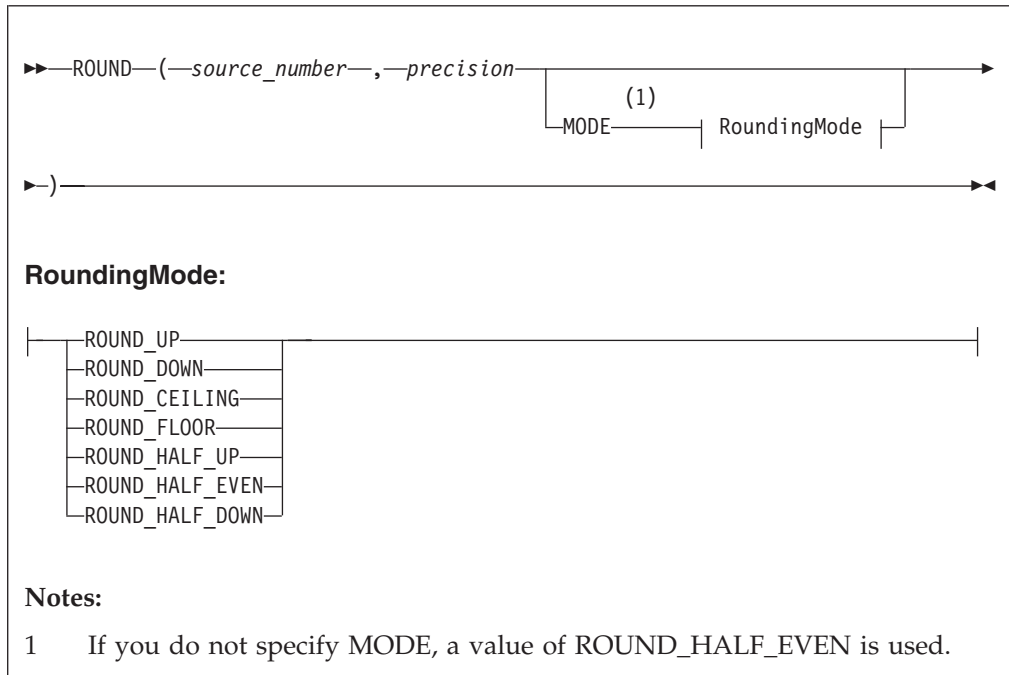 ROUND ( source_number , precision
(1)
MODE RoundingMode
)
RoundingMode:
ROUND_UP
ROUND_DOWN
ROUND_CEILING
ROUND_FLOOR
ROUND_HALF_UP
ROUND_HALF_EVEN
ROUND_HALF_DOWN
Notes:
1 If you do not specify MODE, a value of ROUND_HALF_EVEN is used.